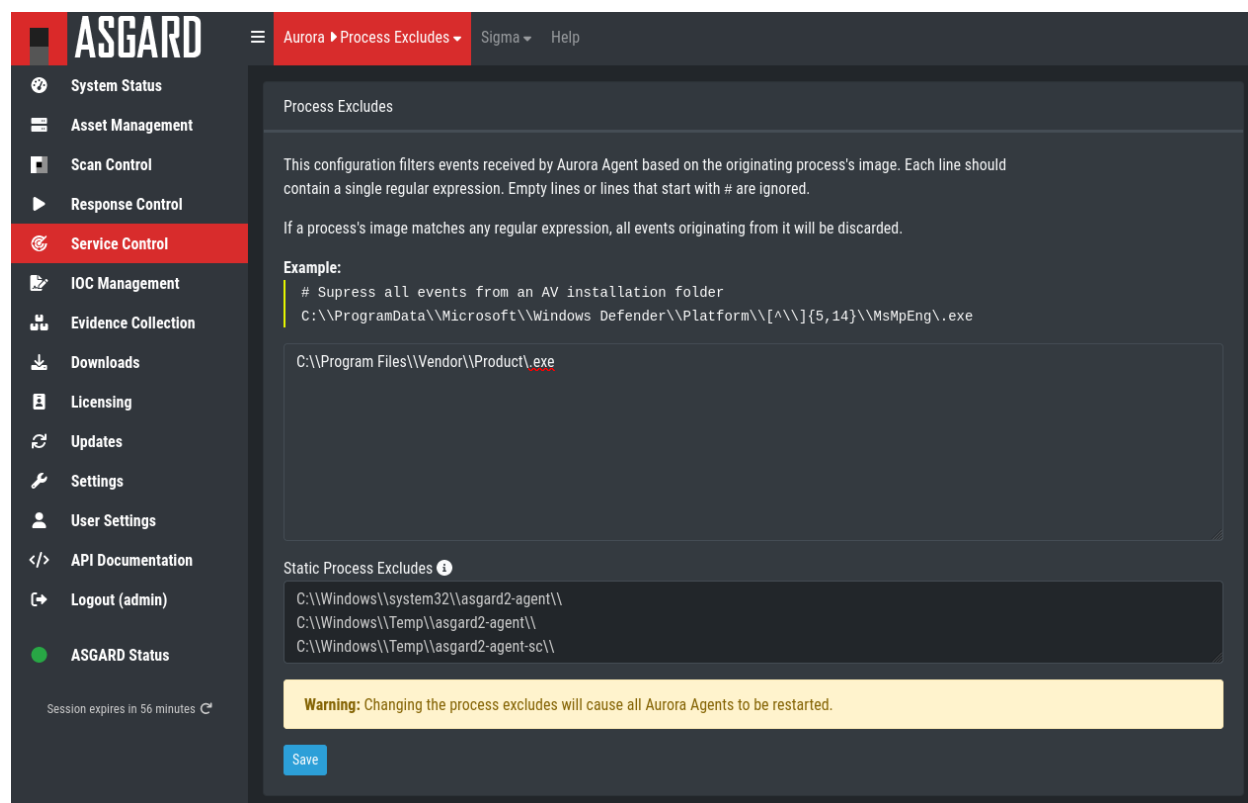 ASGARD
Aurora Process Excludes
Sigma
Help
System Status
Asset Management
Scan Control
Response Control
Service Control
IOC Management
Evidence Collection
Downloads
Licensing
Updates
Settings
User Settings
API Documentation
Logout (admin)
ASGARD Status
Session expires in 56 minutes
Process Excludes
This configuration filters events received by Aurora Agent based on the originating process's image. Each line should
contain a single regular expression. Empty lines or lines that start with # are ignored.
If a process's image matches any regular expression, all events originating from it will be discarded.
Example:
# Supress all events from an AV installation folder
C:\\ProgramData\\Microsoft\\Windows Defender\\Platform\\[^\\]{5,14}\\MsMpEng\.exe
C:\\Program Files\\Vendor\\Product\.exe
Static Process Excludes
C:\\Windows\\system32\\asgard2-agent\\
C:\\Windows\\Temp\\asgard2-agent\\
C:\\Windows\\Temp\\asgard2-agent-sc\\
Warning: Changing the process excludes will cause all Aurora Agents to be restarted.
Save